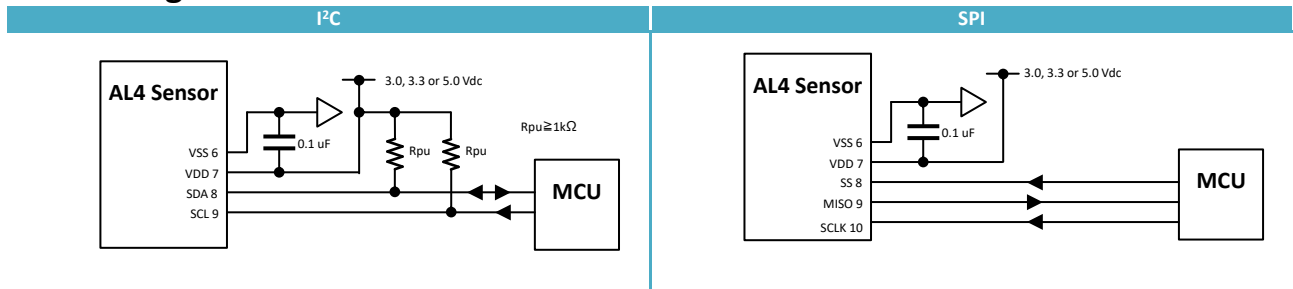 I²C
SPI
AL4 Sensor
3.0, 3.3 or 5.0 Vdc
0.1 uF
Rpu
Rpu
Rpu≧1kΩ
VSS 6
VDD 7
SDA 8
SCL 9
MCU
AL4 Sensor
3.0, 3.3 or 5.0 Vdc
0.1 uF
VSS 6
VDD 7
SS 8
MISO 9
SCLK 10
MCU